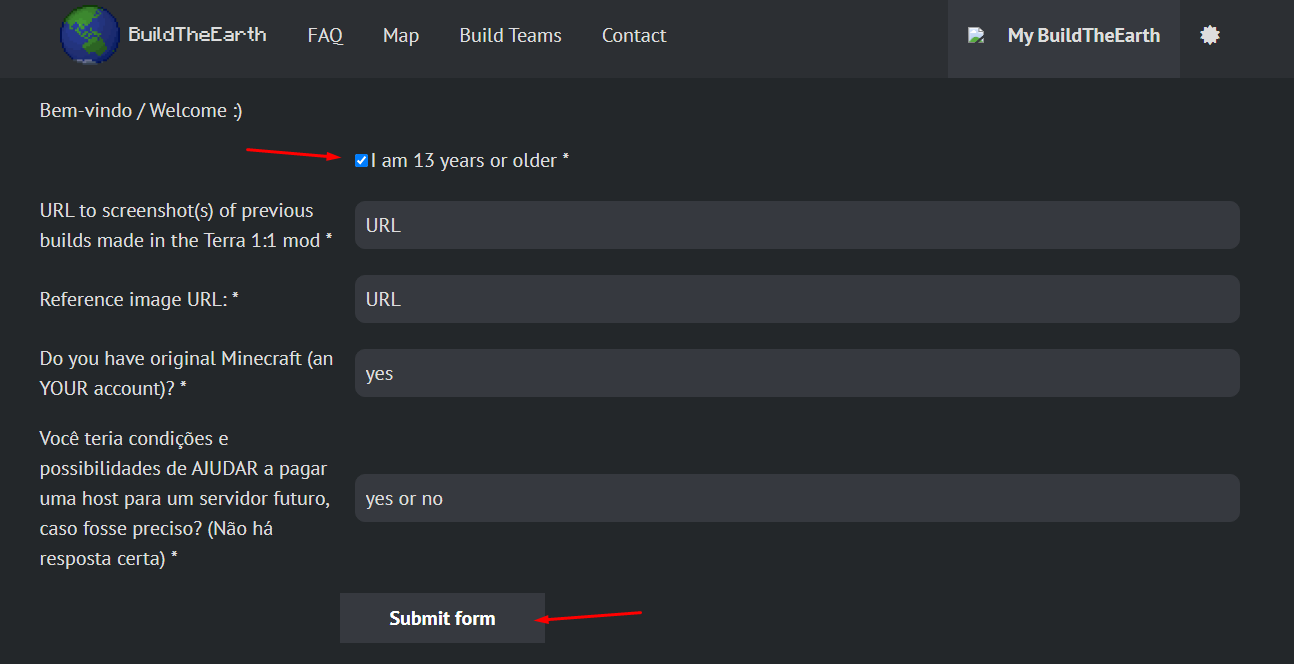 BuildTheEarth FAQ Map Build Teams Contact My BuildTheEarth
Bem-vindo / Welcome :)
I am 13 years or older *
URL to screenshot(s) of previous
builds made in the Terra 1:1 mod *
URL
Reference image URL: *
URL
Do you have original Minecraft (an
YOUR account)? *
yes
Você teria condições e
possibilidades de AJUDAR a pagar
uma host para um servidor futuro,
caso fosse preciso? (Não há
resposta certa) *
yes or no
Submit form